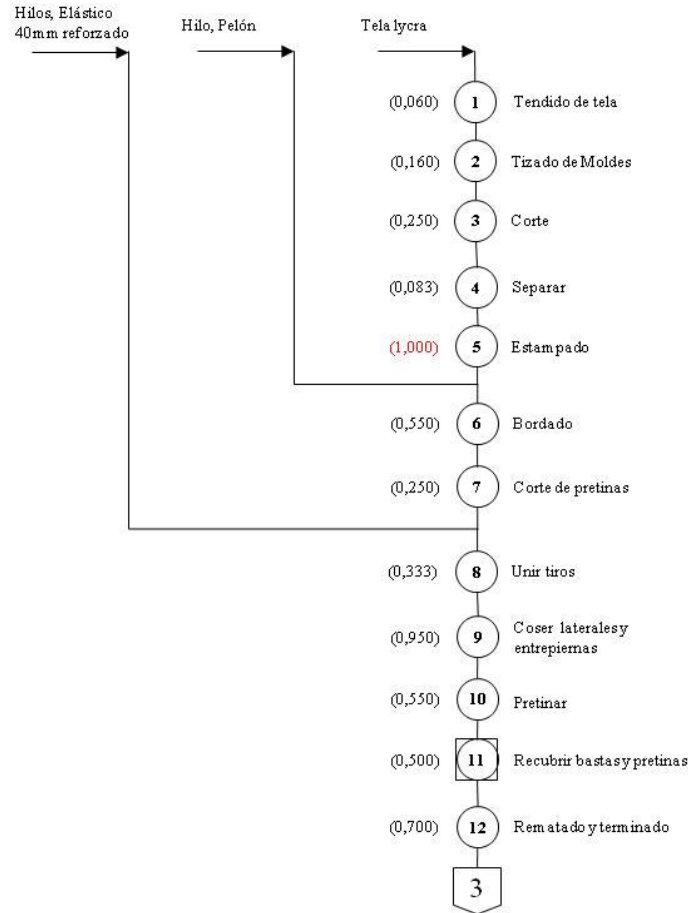 Hilos, Elástico
40mm reforzado
Hilo, Pelón
Tela lycra
(0,060) 1 Tendido de tela
(0,160) 2 Tizado de Moldes
(0,250) 3 Corte
(0,083) 4 Separar
(1,000) 5 Estampado
(0,550) 6 Bordado
(0,250) 7 Corte de pretinas
(0,333) 8 Unir tiros
(0,950) 9 Coser laterales y
entrepiernas
(0,550) 10 Pretinar
(0,500) 11 Recubrir bastas y pretinas
(0,700) 12 Rematado y terminado
3